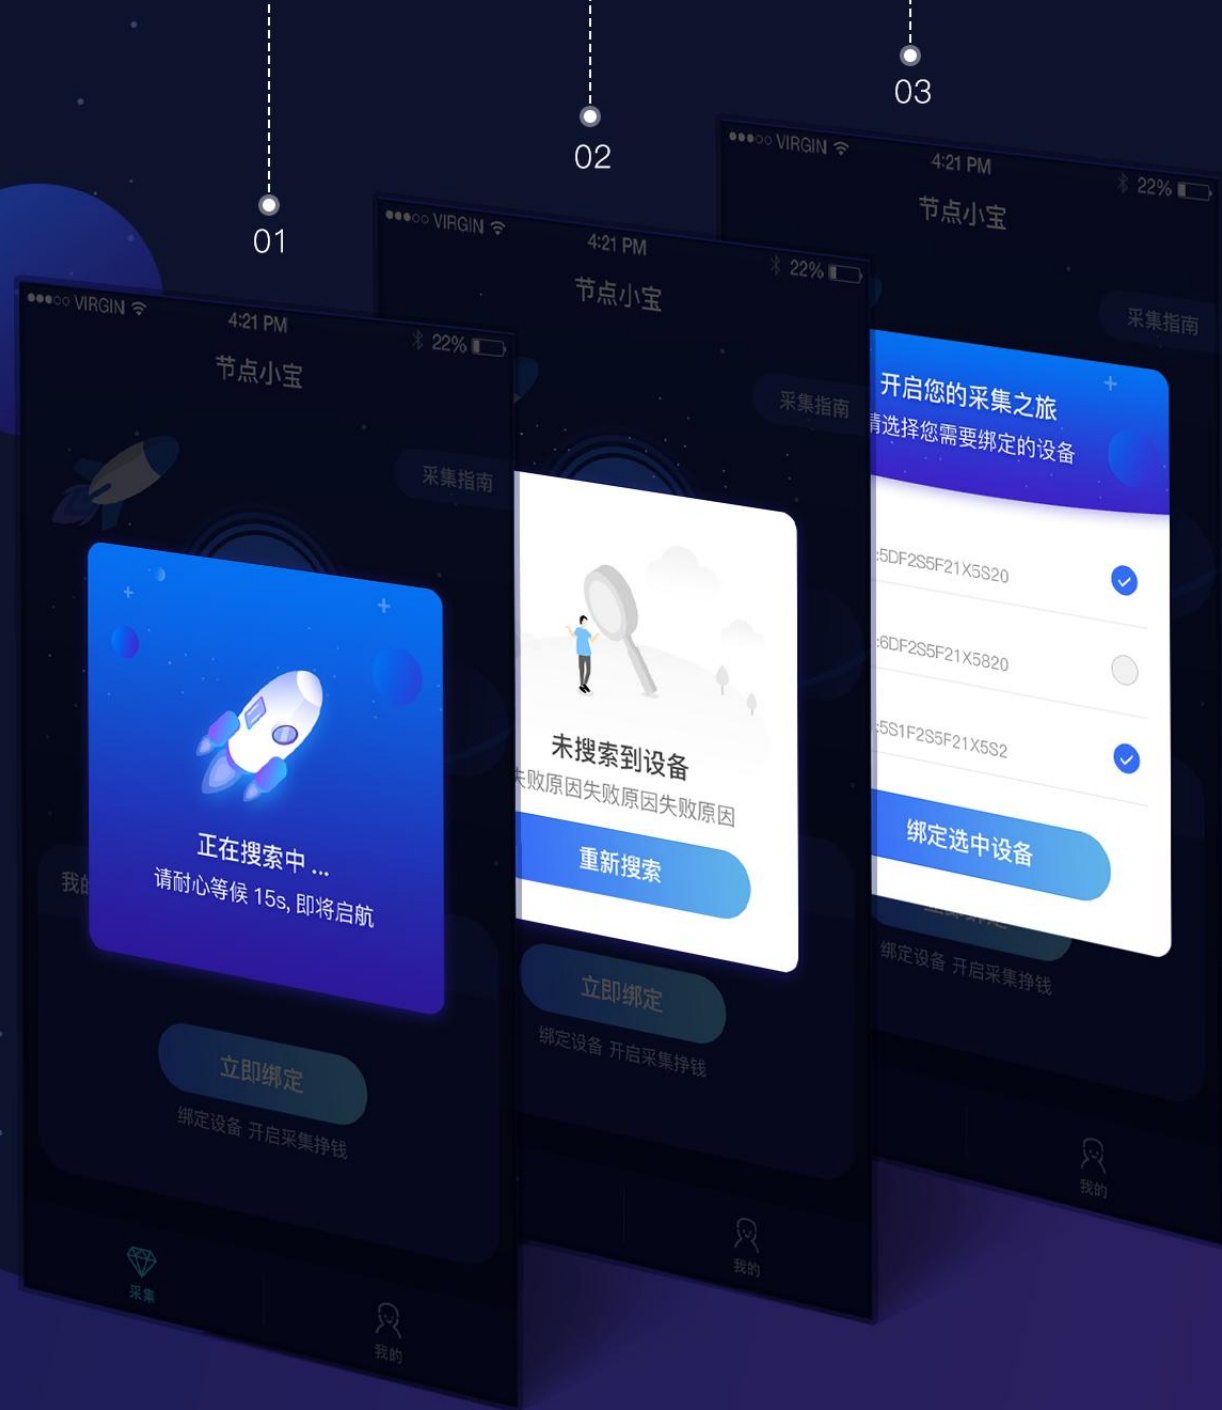 01
VIRGIN
4:21 PM
22%
节点小宝
采集指南
正在搜索中 ...
请耐心等候 15s, 即将启航
我的
立即绑定
绑定设备 开启采集挣钱
采集
我的
02
VIRGIN
4:21 PM
22%
节点小宝
采集指南
未搜索到设备
失败原因失败原因失败原因
重新搜索
立即绑定
绑定设备 开启采集挣钱
我的
03
VIRGIN
4:21 PM
22%
节点小宝
采集指南
开启您的采集之旅
请选择您需要绑定的设备
:5DF2S5F21X5S20
:6DF2S5F21X5820
:5S1F2S5F21X5S2
绑定选中设备
绑定设备 开启采集挣钱
我的